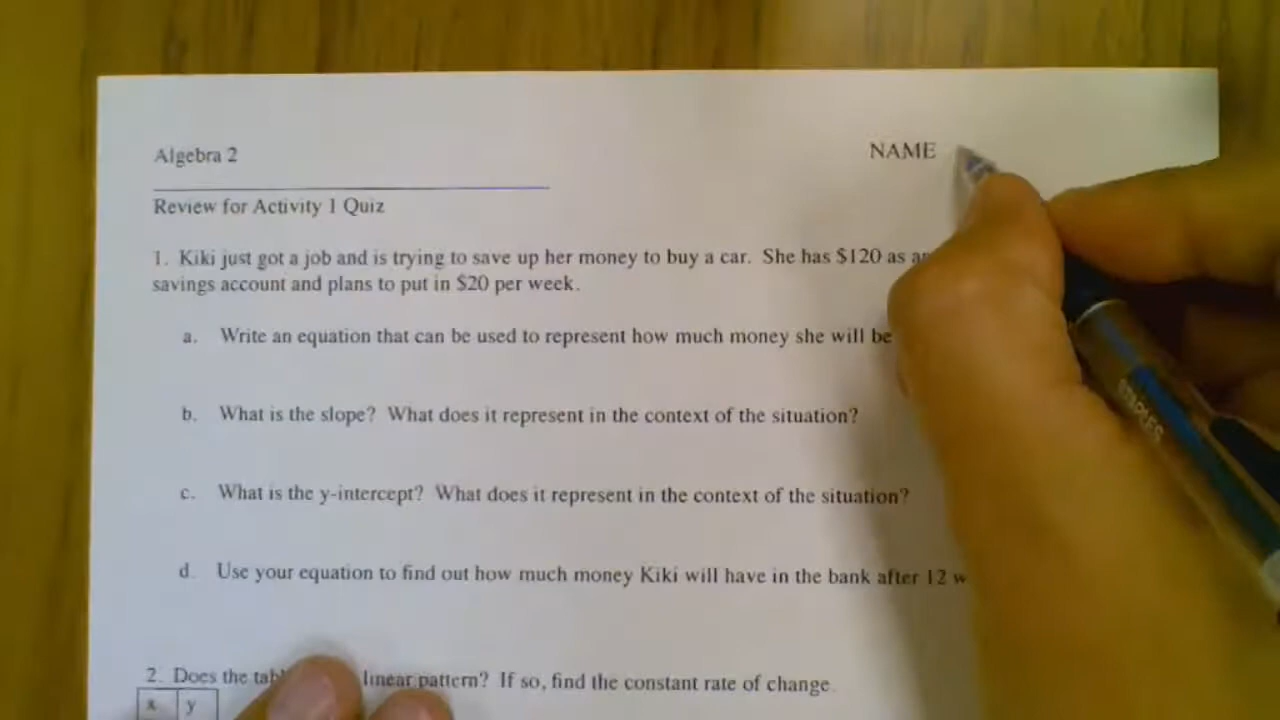 Algebra 2
NAME
Review for Activity 1 Quiz
1. Kiki just got a job and is trying to save up her money to buy a car. She has $120 as
savings account and plans to put in $20 per week.
a. Write an equation that can be used to represent how much money she will be
b. What is the slope? What does it represent in the context of the situation?
c. What is the y-intercept? What does it represent in the context of the situation?
d. Use your equation to find out how much money Kiki will have in the bank after 12
2. Does the linear pattern? If so, find the constant rate of change.
x y
STAPLES